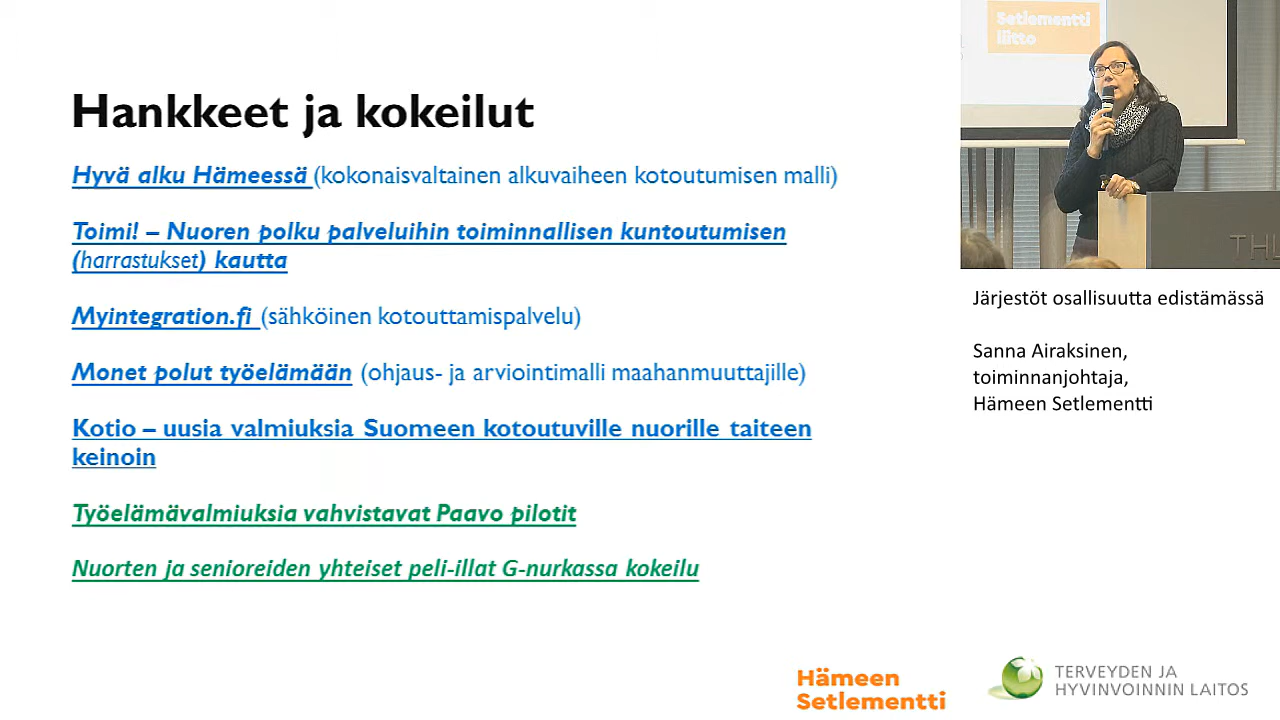 Hankkeet ja kokeilut
Hyvä alku Hämeessä (kokonaisvaltainen alkuvaiheen kotoutumisen malli)
Toimi! – Nuoren polku palveluihin toiminnallisen kuntoutumisen
(harrastukset) kautta
Myintegration.fi (sähköinen kotouttamispalvelu)
Monet polut työelämään (ohjaus- ja arviointimalli maahanmuuttajille)
Kotio – uusia valmiuksia Suomeen kotoutuville nuorille taiteen
keinoin
Työelämävalmiuksia vahvistavat Paavo pilotit
Nuorten ja senioreiden yhteiset peli-illat G-nurkassa kokeilu
Setlementti
liitto
THL
Järjestöt osallisuutta edistämässä
Sanna Airaksinen,
toiminnanjohtaja,
Hämeen Setlementti
Hämeen
Setlementti
TERVEYDEN JA
HYVINVOINNIN LAITOS